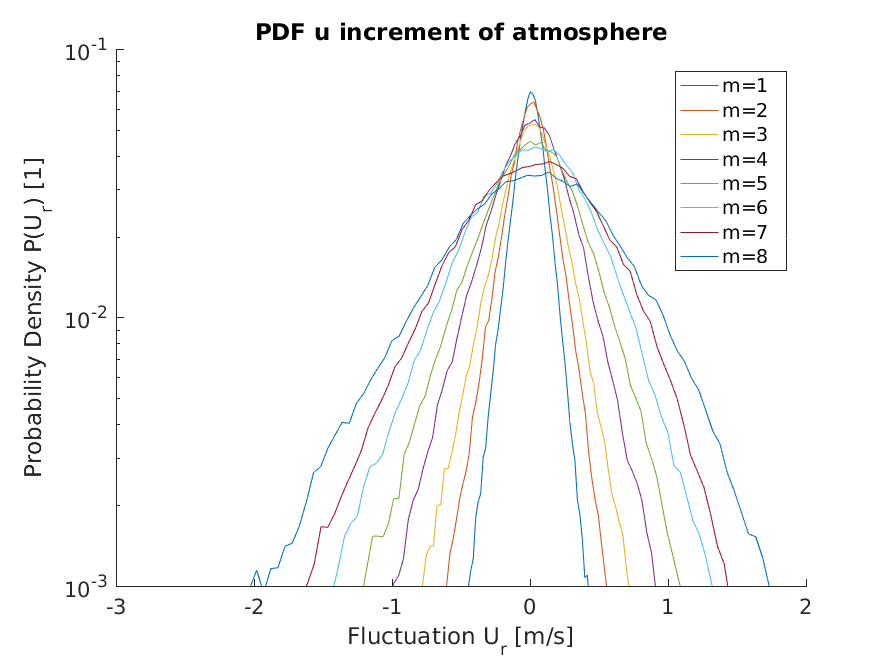 PDF u increment of atmosphere
10^-1
m=1
m=2
m=3
m=4
m=5
m=6
m=7
m=8
Probability Density P(U_r) [1]
10^-2
10^-3
-3 -2 -1 0 1 2
Fluctuation U_r [m/s]